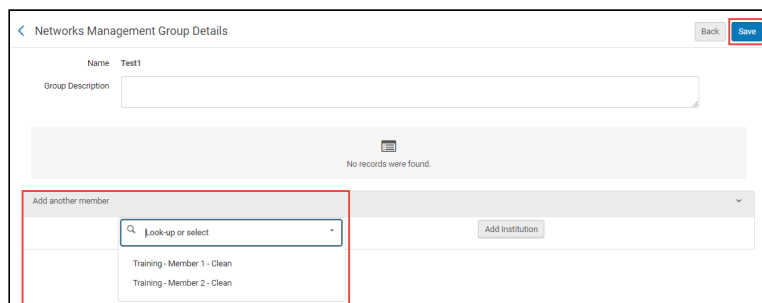 Networks Management Group Details
Back Save
Name Test1
Group Description
No records were found.
Add another member
Look-up or select
Add Institution
Training - Member 1 - Clean
Training - Member 2 - Clean